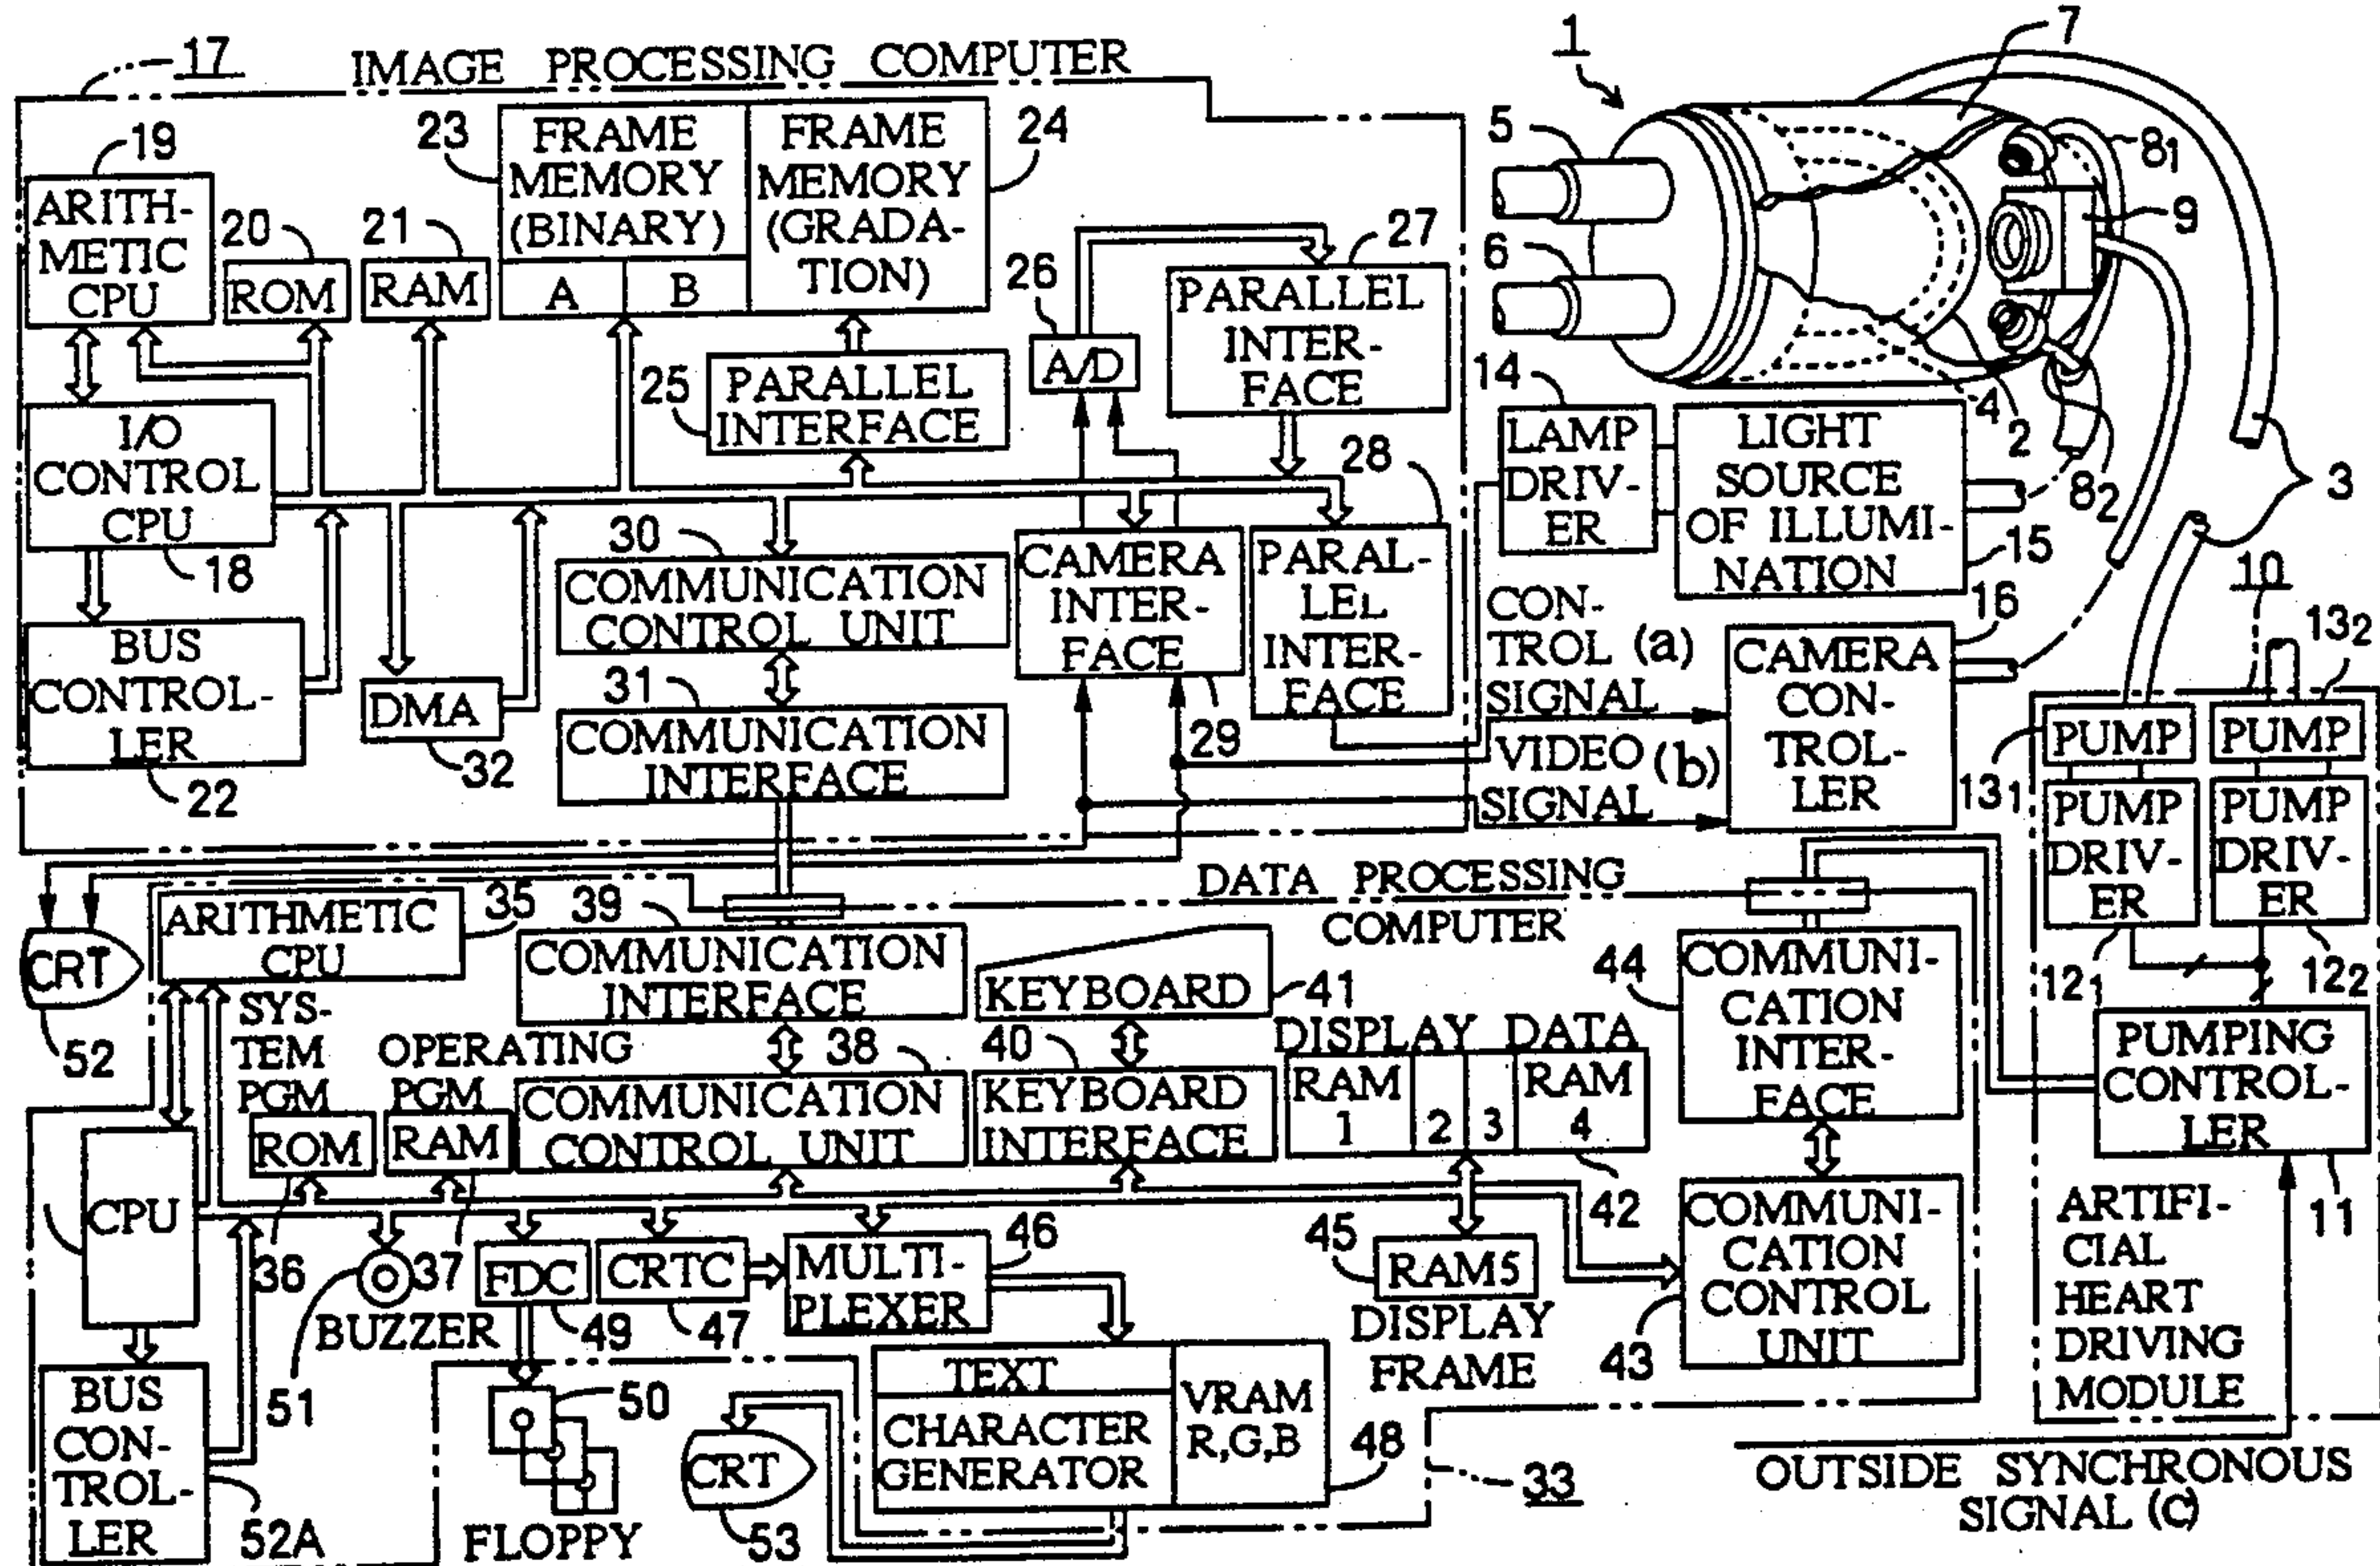 17
IMAGE PROCESSING COMPUTER
1
7
19
ARITH-
METIC
CPU
20
ROM
21
RAM
23
FRAME
MEMORY
(BINARY)
A
B
FRAME
MEMORY
(GRADA-
TION)
24
25
PARALLEL
INTERFACE
26
A/D
27
PARALLEL
INTER-
FACE
I/O
CONTROL
CPU
18
BUS
CONTROL-
LER
22
DMA
32
30
COMMUNICATION
CONTROL UNIT
31
COMMUNICATION
INTERFACE
CAMERA
INTER-
FACE
29
28
PARAL-
LEL
INTER-
FACE
5
6
8₁
9
4
2
8₂
3
14
LAMP
DRIV-
ER
LIGHT
SOURCE
OF ILLUMI-
NATION
15
CON-
TROL (a)
SIGNAL
VIDEO (b)
SIGNAL
16
CAMERA
CON-
TROL-
LER
10
13₂
13₁
PUMP
PUMP
PUMP
DRIV-
ER
PUMP
DRIV-
ER
12₁
12₂
PUMPING
CONTROL-
LER
11
ARTIFI-
CIAL
HEART
DRIVING
MODULE
OUTSIDE SYNCHRONOUS
SIGNAL (c)
CRT
52
DATA PROCESSING
COMPUTER
ARITHMETIC
CPU
35
39
COMMUNICATION
INTERFACE
KEYBOARD
41
SYS-
TEM
PGM
ROM
36
OPERATING
PGM
RAM
37
38
COMMUNICATION
CONTROL UNIT
40
KEYBOARD
INTERFACE
DISPLAY DATA
RAM
1
2
3
RAM
4
42
44
COMMUNI-
CATION
INTER-
FACE
COMMUNI-
CATION
CONTROL
UNIT
43
CPU
BUS
CON-
TROL-
LER
52A
51
BUZZER
FDC
49
CRTC
47
MULTI-
PLEXER
46
45
RAM5
DISPLAY
FRAME
50
FLOPPY
CRT
53
TEXT
CHARACTER
GENERATOR
VRAM
R,G,B
48
33